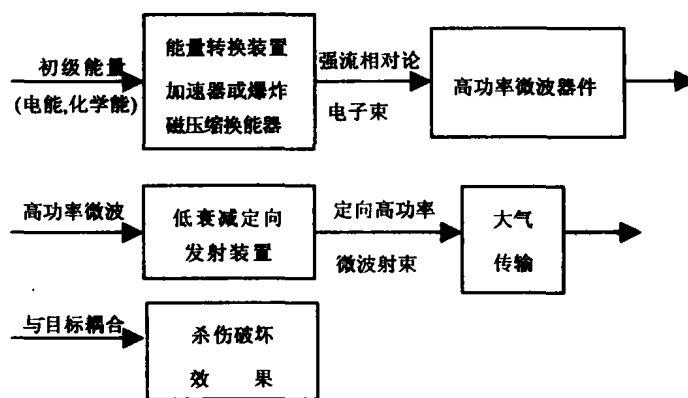 初级能量
(电能,化学能)
能量转换装置
加速器或爆炸
磁压缩换能器
强流相对论
电子束
高功率微波器件
高功率微波
低衰减定向
发射装置
定向高功率
微波射束
大气
传输
与目标耦合
杀伤破坏
效 果